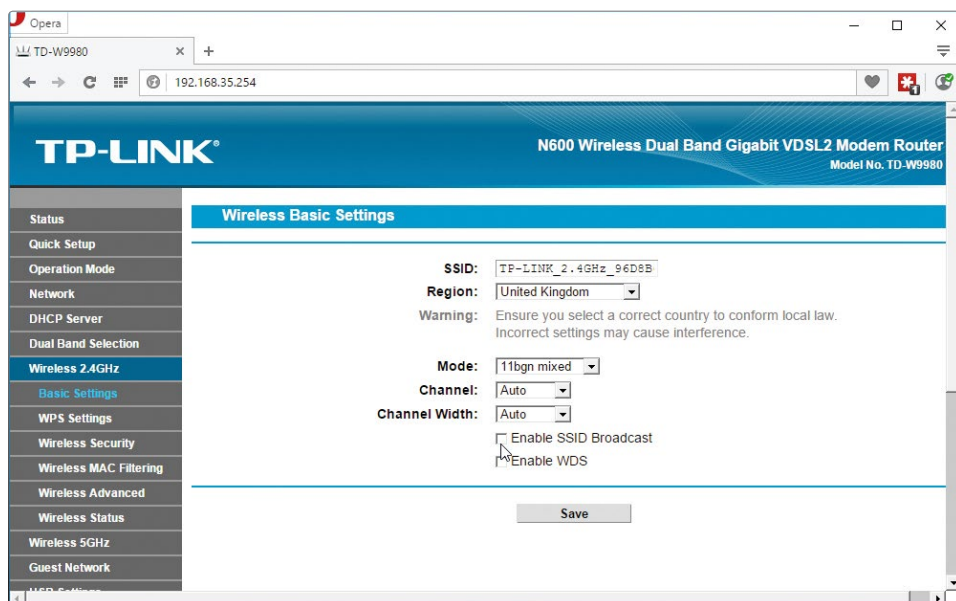 Opera
TD-W9980
192.168.35.254
1
TP-LINK®
N600 Wireless Dual Band Gigabit VDSL2 Modem Router
Model No. TD-W9980
Status
Quick Setup
Operation Mode
Network
DHCP Server
Dual Band Selection
Wireless 2.4GHz
Basic Settings
WPS Settings
Wireless Security
Wireless MAC Filtering
Wireless Advanced
Wireless Status
Wireless 5GHz
Guest Network
USB Settings
Wireless Basic Settings
SSID: TP-LINK_2.4GHz_96D8B
Region: United Kingdom
Warning: Ensure you select a correct country to conform local law.
Incorrect settings may cause interference.
Mode: 11bgn mixed
Channel: Auto
Channel Width: Auto
Enable SSID Broadcast
Enable WDS
Save